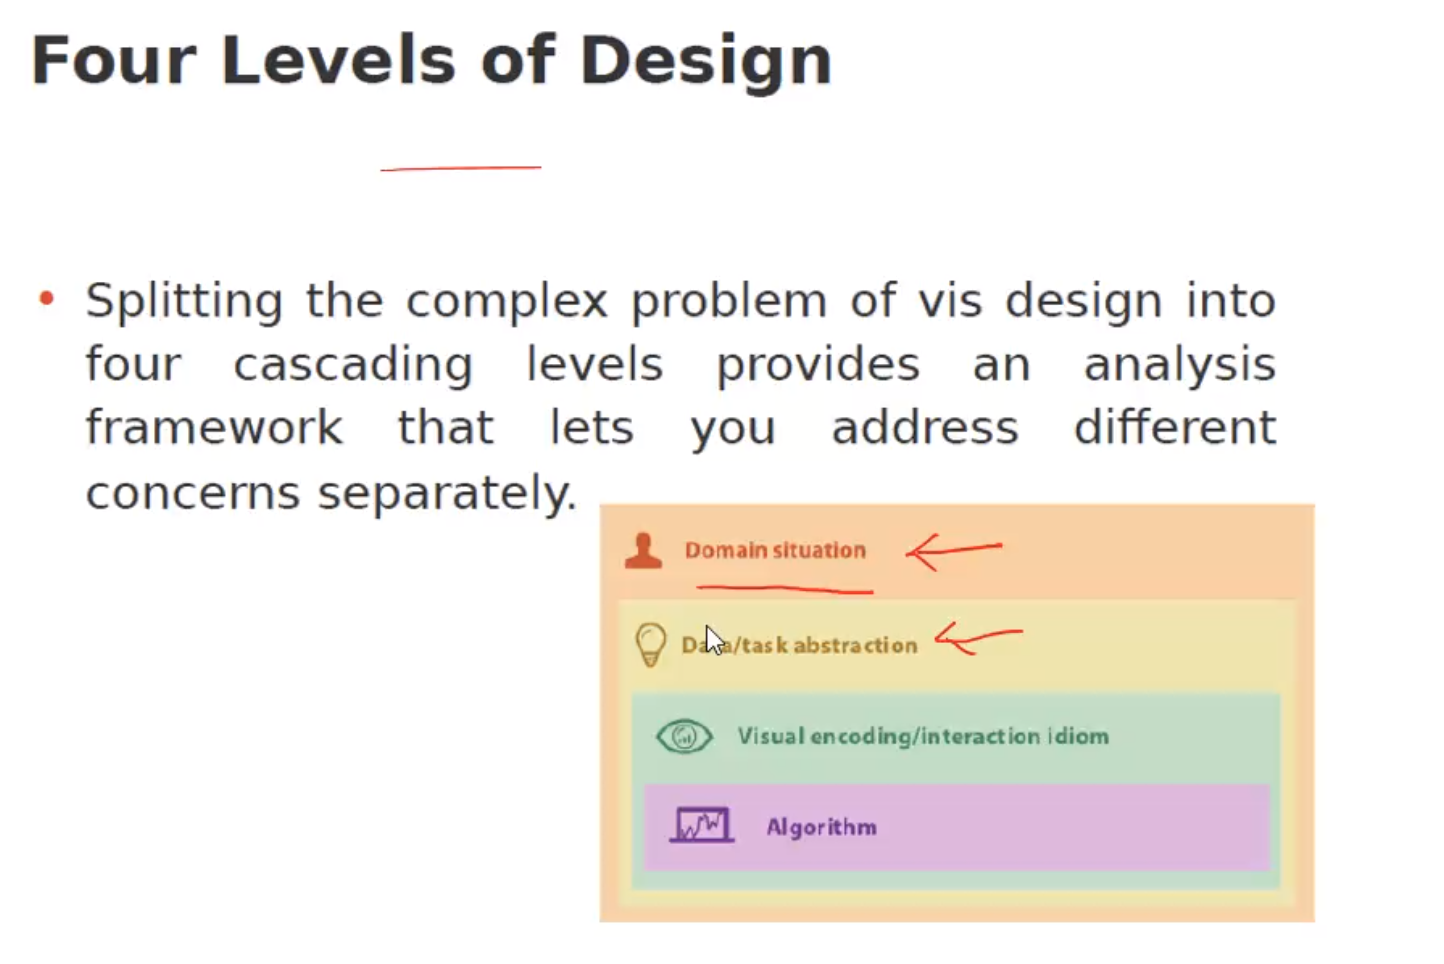 Four Levels of Design
• Splitting the complex problem of vis design into
four cascading levels provides an analysis
framework that lets you address different
concerns separately.
Domain situation
Data/task abstraction
Visual encoding/interaction idiom
Algorithm